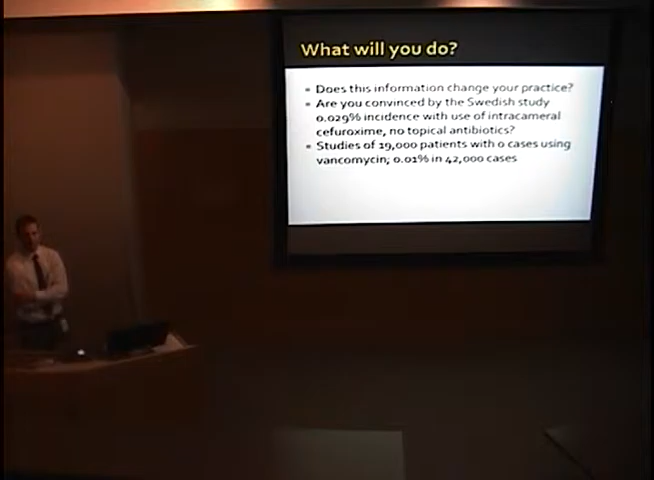 What will you do?
Does this information change your practice?
Are you convinced by the Swedish study
0.029% incidence with use of intracameral
cefuroxime, no topical antibiotics?
Studies of 19,000 patients with 0 cases using
vancomycin; 0.01% in 42,000 cases